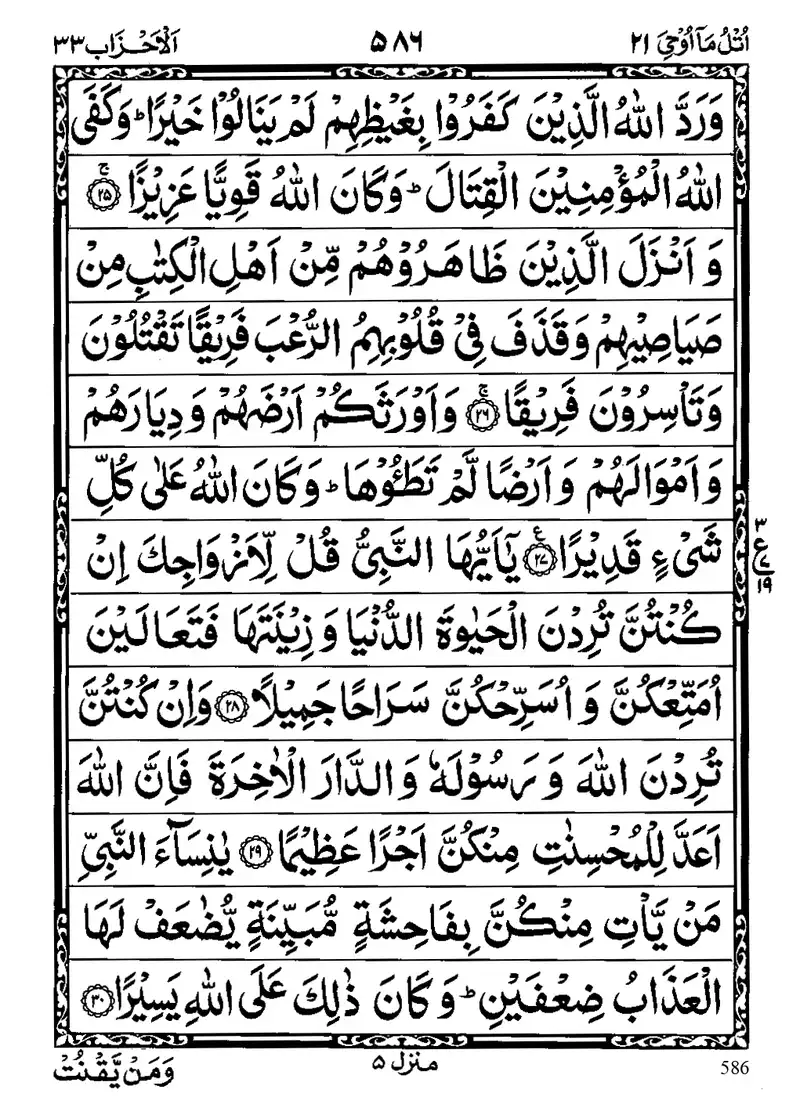 اُتْلُ مَاۤ اُوْحِیَ ۲۱ ۵۸۶ اَلْاَحْزَاب ۳۳
وَرَدَّ اللّٰهُ الَّذِیْنَ كَفَرُوْا بِغَیْظِهِمْ لَمْ یَنَالُوْا خَیْرًا ؕ وَكَفَی
اللّٰهُ الْمُؤْمِنِیْنَ الْقِتَالَ ؕ وَكَانَ اللّٰهُ قَوِیًّا عَزِیْزًا ۚ‏﴿۲۵﴾
وَ اَنْزَلَ الَّذِیْنَ ظَاهَرُوْهُمْ مِّنْ اَهْلِ الْكِتٰبِ مِنْ
صَیَاصِیْهِمْ وَقَذَفَ فِیْ قُلُوْبِهِمُ الرُّعْبَ فَرِیْقًا تَقْتُلُوْنَ
وَتَاْسِرُوْنَ فَرِیْقًا ۚ‏﴿۲۶﴾ وَاَوْرَثَكُمْ اَرْضَهُمْ وَدِیَارَهُمْ
وَاَمْوَالَهُمْ وَاَرْضًا لَّمْ تَطَـُٔوْهَا ؕ وَكَانَ اللّٰهُ عَلٰی كُلِّ
شَیْءٍ قَدِیْرًا ﴿۲۷﴾ یٰۤاَیُّهَا النَّبِیُّ قُلْ لِّاَزْوَاجِكَ اِنْ
ع ۳ ۷ ۱۹
كُنْتُنَّ تُرِدْنَ الْحَیٰوةَ الدُّنْیَا وَ زِیْنَتَهَا فَتَعَالَیْنَ
اُمَتِّعْكُنَّ وَ اُسَرِّحْكُنَّ سَرَاحًا جَمِیْلًا ﴿۲۸﴾ وَاِنْ كُنْتُنَّ
تُرِدْنَ اللّٰهَ وَ رَسُوْلَهٗ وَ الدَّارَ الْاٰخِرَةَ فَاِنَّ اللّٰهَ
اَعَدَّ لِلْمُحْسِنٰتِ مِنْكُنَّ اَجْرًا عَظِیْمًا ﴿۲۹﴾ یٰنِسَآءَ النَّبِیِّ
مَنْ یَّاْتِ مِنْكُنَّ بِفَاحِشَةٍ مُّبَیِّنَةٍ یُّضٰعَفْ لَهَا
الْعَذَابُ ضِعْفَیْنِ ؕ وَ كَانَ ذٰلِكَ عَلَی اللّٰهِ یَسِیْرًا ﴿۳۰﴾
586 منزل ۵ وَمَنْ یَّقْنُتْ